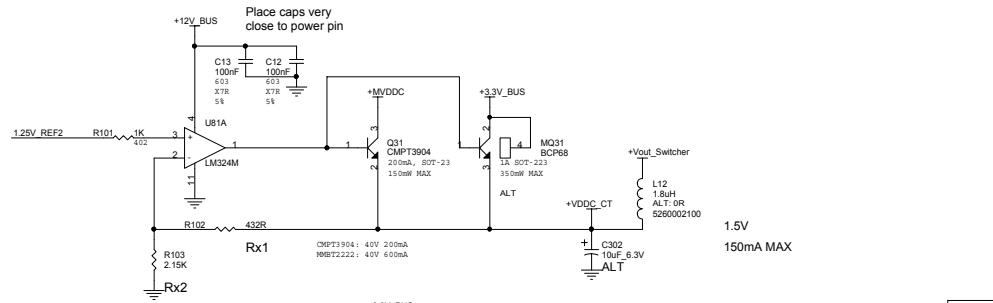 Place caps very
close to power pin
+12V_BUS
C13
100nF
603
X7R
5%
C12
100nF
603
X7R
5%
+MVDDC
+3.3V_BUS
4
U81A
1.25V_REF2
R101
1K
402
3
+
2
-
1
LM324M
11
1
3
Q31
CMPT3904
200mA, SOT-23
150mW MAX
2
1
2
4
MQ31
BCP68
1A SOT-223
350mW MAX
3
ALT
+Vout_Switcher
L12
1.8uH
ALT: 0R
5260002100
+VDDC_CT
R102
432R
Rx1
CMPT3904: 40V 200mA
MMBT2222: 40V 600mA
+
C302
10uF_6.3V
ALT
1.5V
150mA MAX
R103
2.15K
Rx2